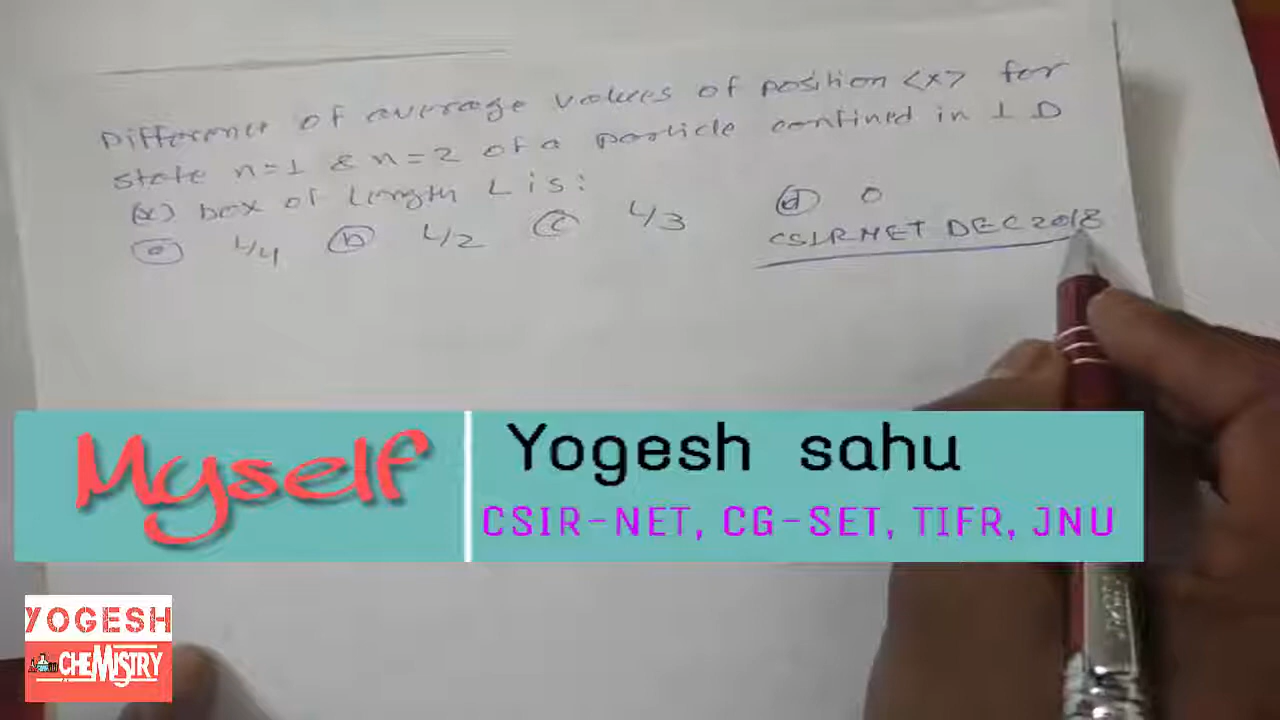 Difference of average values of position <x> for
state n=1 & n=2 of a particle confined in 1 D
(x) box of Length L is:
(a) L/4 (b) L/2 (c) L/3 (d) 0
CSIR NET DEC 2018
Myself
Yogesh sahu
CSIR-NET, CG-SET, TIFR, JNU
YOGESH
CHEMISTRY